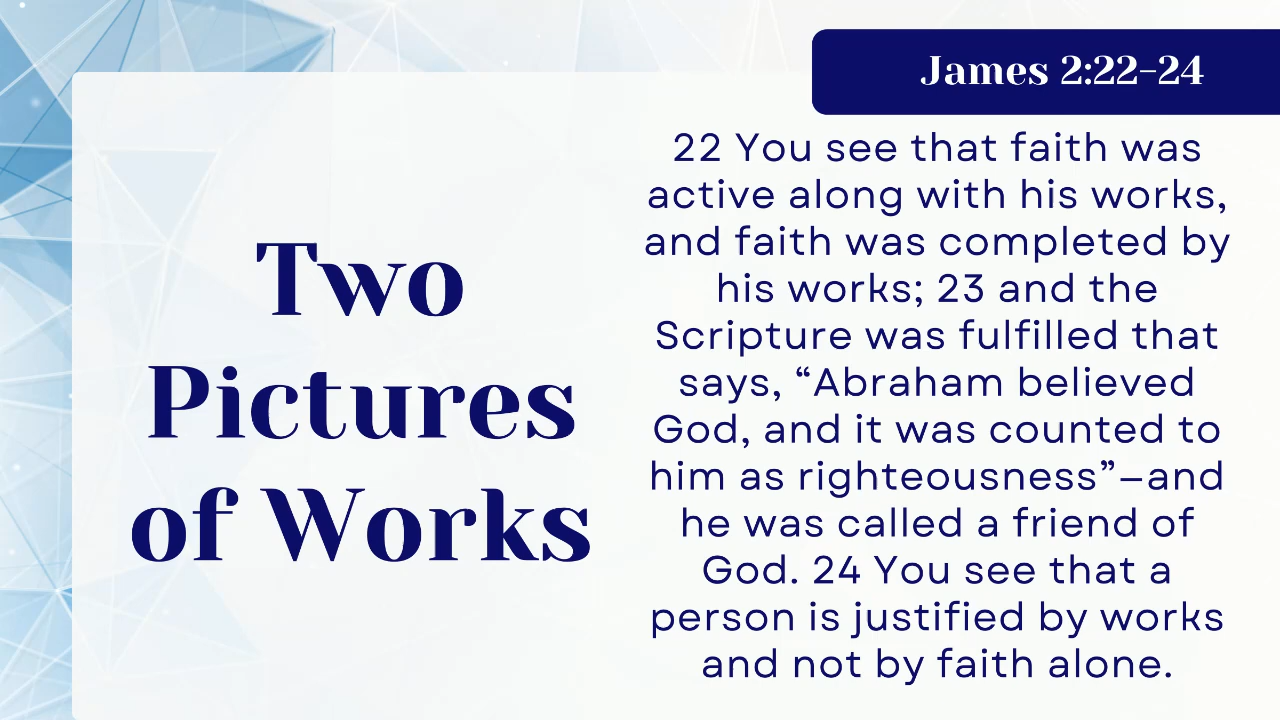 James 2:22-24
Two
Pictures
of Works
22 You see that faith was
active along with his works,
and faith was completed by
his works; 23 and the
Scripture was fulfilled that
says, “Abraham believed
God, and it was counted to
him as righteousness”—and
he was called a friend of
God. 24 You see that a
person is justified by works
and not by faith alone.